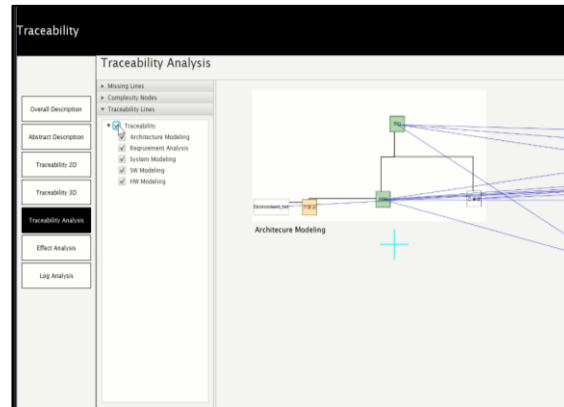 Traceability
Traceability Analysis
Missing Lines
Complexity Nodes
Traceability Lines
Traceability
Architecture Modeling
Reqruiement Analysis
System Modeling
SW Modeling
HW Modeling
Overall Description
Abstract Description
Traceability 2D
Traceability 3D
Traceability Analysis
Effect Analysis
Log Analysis
Architecure Modeling